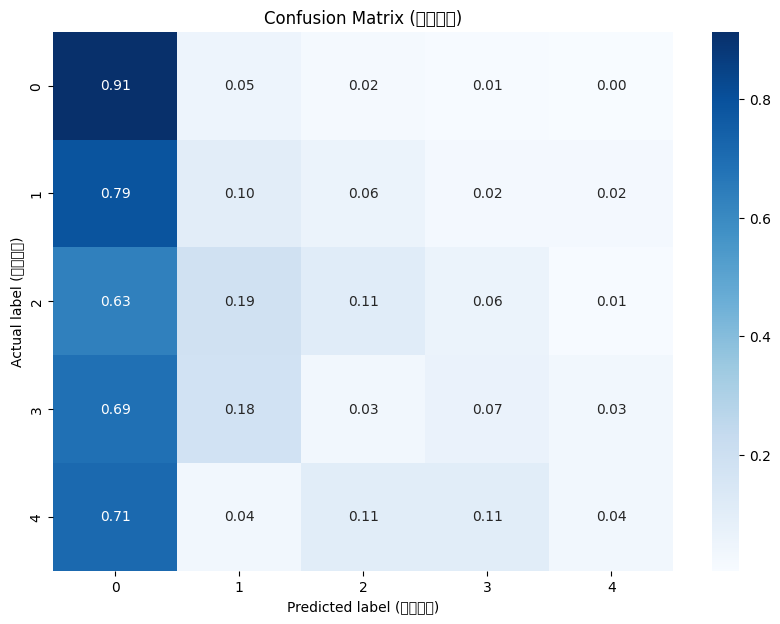 Confusion Matrix (□□□□)
0.91 0.05 0.02 0.01 0.00
0.79 0.10 0.06 0.02 0.02
0.63 0.19 0.11 0.06 0.01
0.69 0.18 0.03 0.07 0.03
0.71 0.04 0.11 0.11 0.04
0 1 2 3 4
Predicted label (□□□□)
Actual label (□□□□)
0
1
2
3
4
0.8
0.6
0.4
0.2